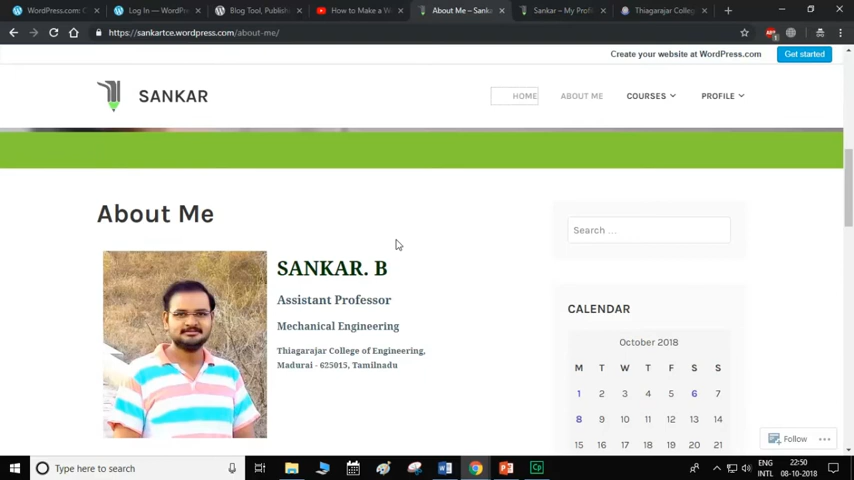 WordPress.com: C
Log In — WordPr
Blog Tool, Publish
How to Make a W
About Me – Sanka
Sankar – My Prof
Thiagarajar Colleg
https://sankartce.wordpress.com/about-me/
Create your website at WordPress.com
Get started
SANKAR
HOME
ABOUT ME
COURSES
PROFILE
About Me
SANKAR. B
Assistant Professor
Mechanical Engineering
Thiagarajar College of Engineering,
Madurai - 625015, Tamilnadu
Search …
CALENDAR
October 2018
M T W T F S S
1 2 3 4 5 6 7
8 9 10 11 12 13 14
15 16 17 18 19 20 21
Follow
Type here to search
ENG
INTL
22:50
08-10-2018